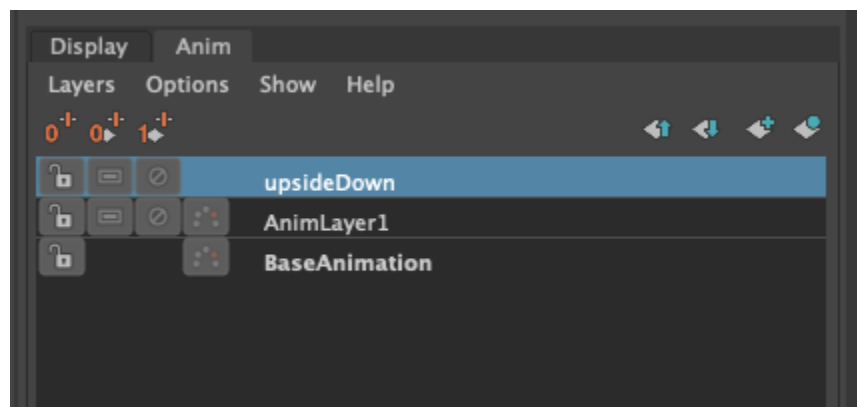 Display Anim
Layers Options Show Help
0 0 1
upsideDown
AnimLayer1
BaseAnimation